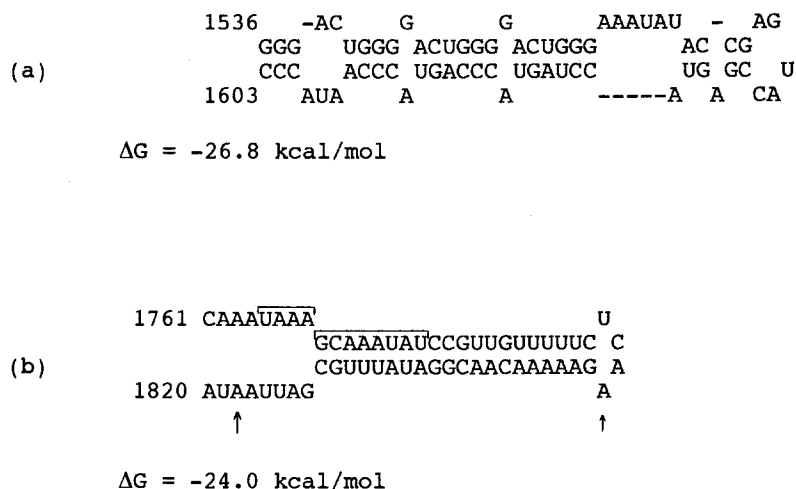 1536 -AC G G AAAUAU - AG
GGG UGGG ACUGGG ACUGGG AC CG
(a)
CCC ACCC UGACCC UGAUCC UG GC U
1603 AUA A A -----A A CA
ΔG = -26.8 kcal/mol
1761 CAAAUAAA U
GCAAAUAUCCGUUGUUUUUC C
(b)
CGUUUAUAGGCAACAAAAAG A
1820 AUAAUUAG A
↑ ↑
ΔG = -24.0 kcal/mol